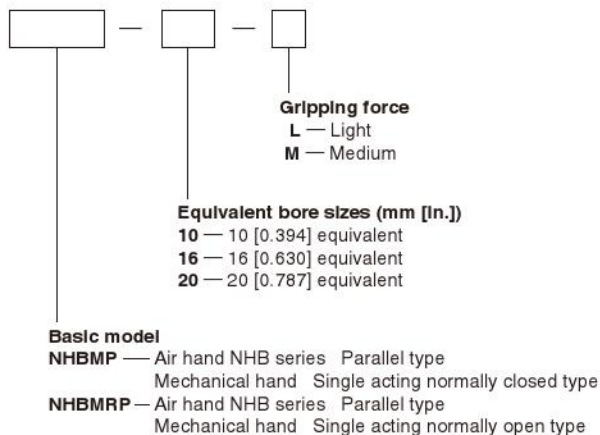 Gripping force
L — Light
M — Medium
Equivalent bore sizes (mm [in.])
10 — 10 [0.394] equivalent
16 — 16 [0.630] equivalent
20 — 20 [0.787] equivalent
Basic model
NHBMP — Air hand NHB series Parallel type
Mechanical hand Single acting normally closed type
NHBMRP — Air hand NHB series Parallel type
Mechanical hand Single acting normally open type